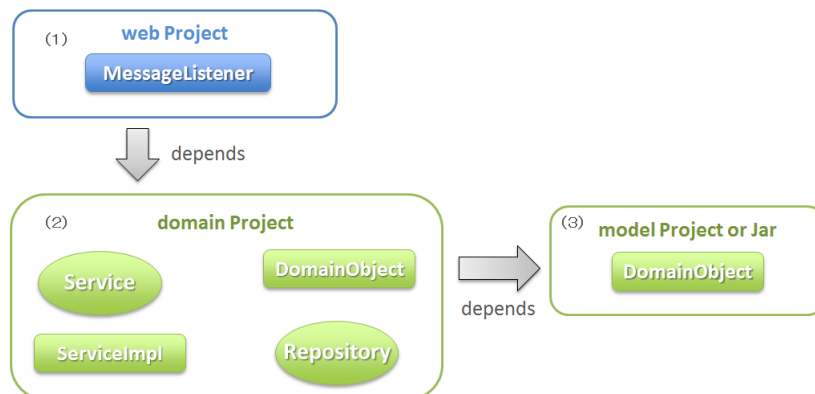 (1)
web Project
MessageListener
depends
(2)
domain Project
Service
DomainObject
ServiceImpl
Repository
depends
(3)
model Project or Jar
DomainObject